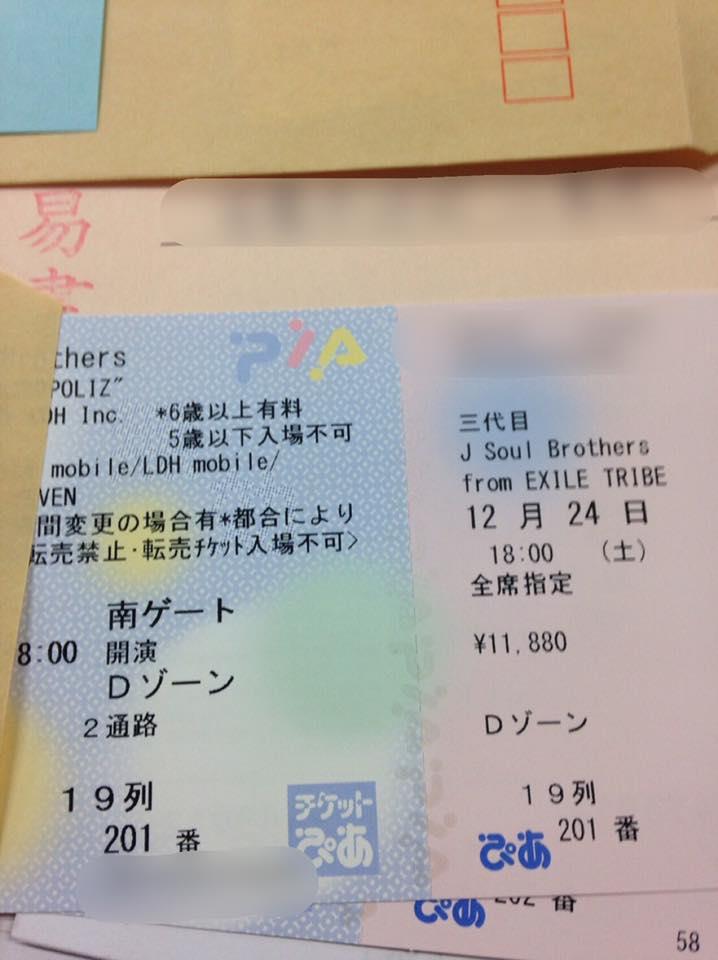 易
書
PIA
thers
POLIZ"
DH Inc. *6歳以上有料
5歳以下入場不可
mobile/LDH mobile/
VEN
間変更の場合有*都合により
転売禁止・転売チケット入場不可>
南ゲート
8:00 開演
Dゾーン
2通路
19列
201 番
チケット
ぴあ
三代目
J Soul Brothers
from EXILE TRIBE
12 月 24 日
18:00 (土)
全席指定
¥11,880
Dゾーン
19列
201 番
ぴあ
ぴあ 202 番
58